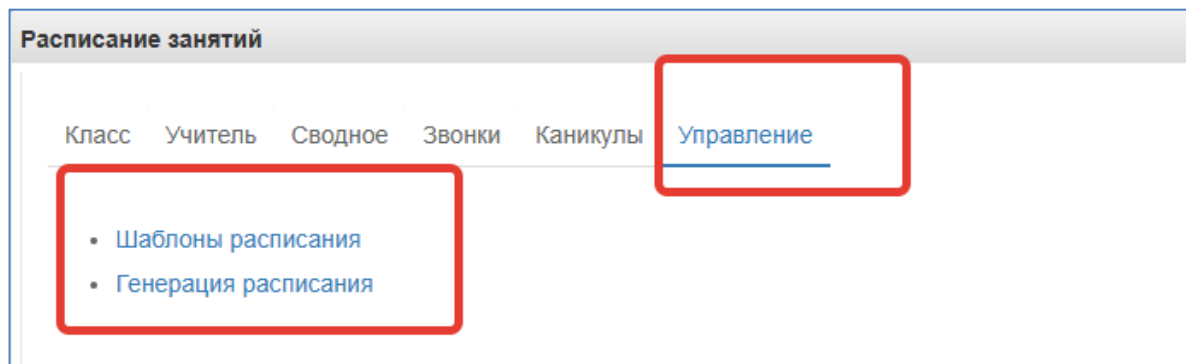 Расписание занятий
Класс Учитель Сводное Звонки Каникулы Управление
• Шаблоны расписания
• Генерация расписания